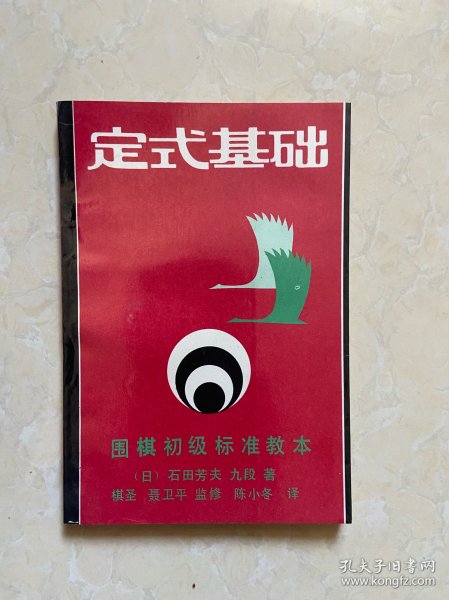 定式基础
围棋初级标准教本
（日）石田芳夫 九段 著
棋圣 聂卫平 监修 陈小冬 译
孔夫子旧书网
www.kongfz.com